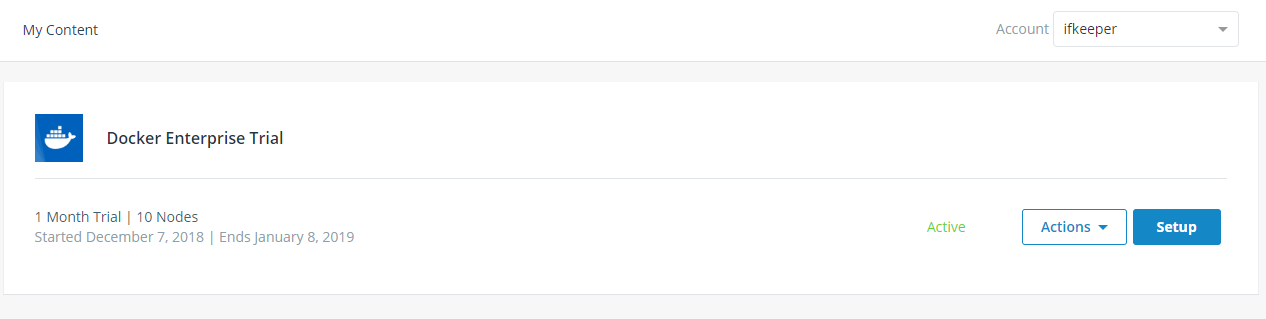 My Content
Account ifkeeper
Docker Enterprise Trial
1 Month Trial | 10 Nodes
Started December 7, 2018 | Ends January 8, 2019
Active
Actions
Setup